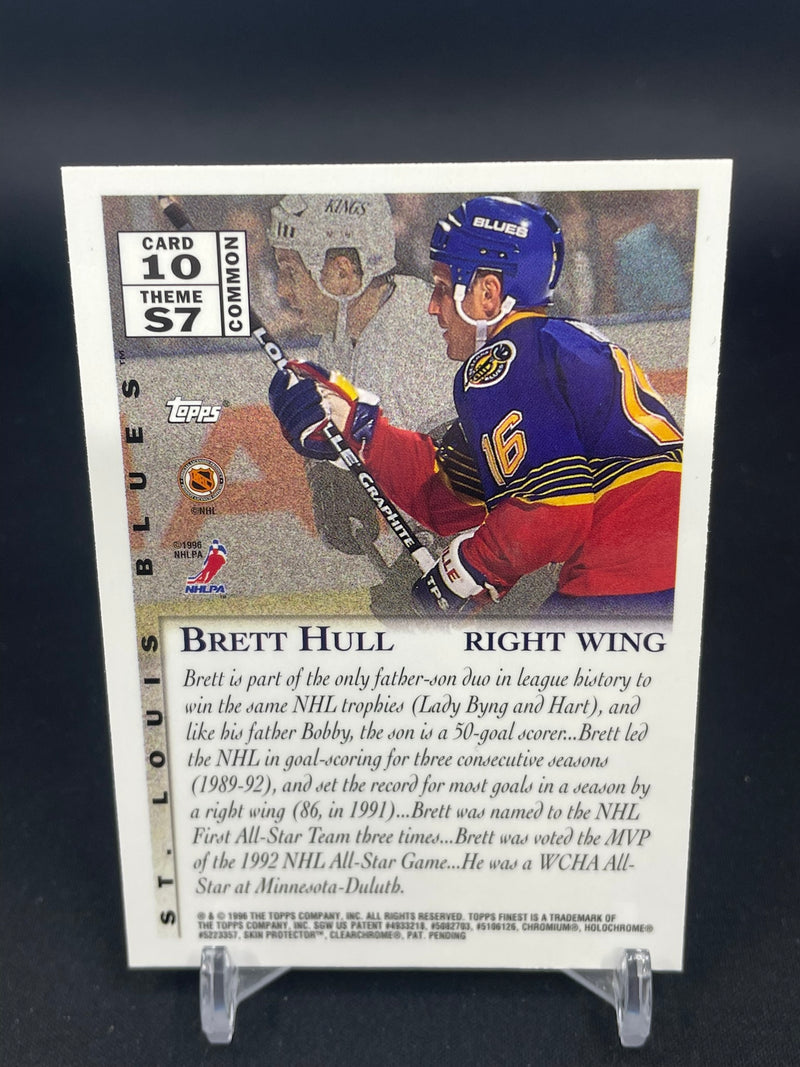 CARD
10
THEME
S7
COMMON
KINGS
BLUES
16
GRAPHITE
topps®
©NHL
©1996
NHLPA
NHLPA
ST. LOUIS BLUES™
BRETT HULL RIGHT WING
Brett is part of the only father-son duo in league history to
win the same NHL trophies (Lady Byng and Hart), and
like his father Bobby, the son is a 50-goal scorer...Brett led
the NHL in goal-scoring for three consecutive seasons
(1989-92), and set the record for most goals in a season by
a right wing (86, in 1991)...Brett was named to the NHL
First All-Star Team three times...Brett was voted the MVP
of the 1992 NHL All-Star Game...He was a WCHA All-
Star at Minnesota-Duluth.
® & © 1996 THE TOPPS COMPANY, INC. ALL RIGHTS RESERVED. TOPPS FINEST IS A TRADEMARK OF
THE TOPPS COMPANY, INC. SGW US PATENT #4933218, #5082703, #5106126, CHROMIUM®, HOLOCHROME®
#5223357, SKIN PROTECTOR™, CLEARCHROME®, PAT. PENDING